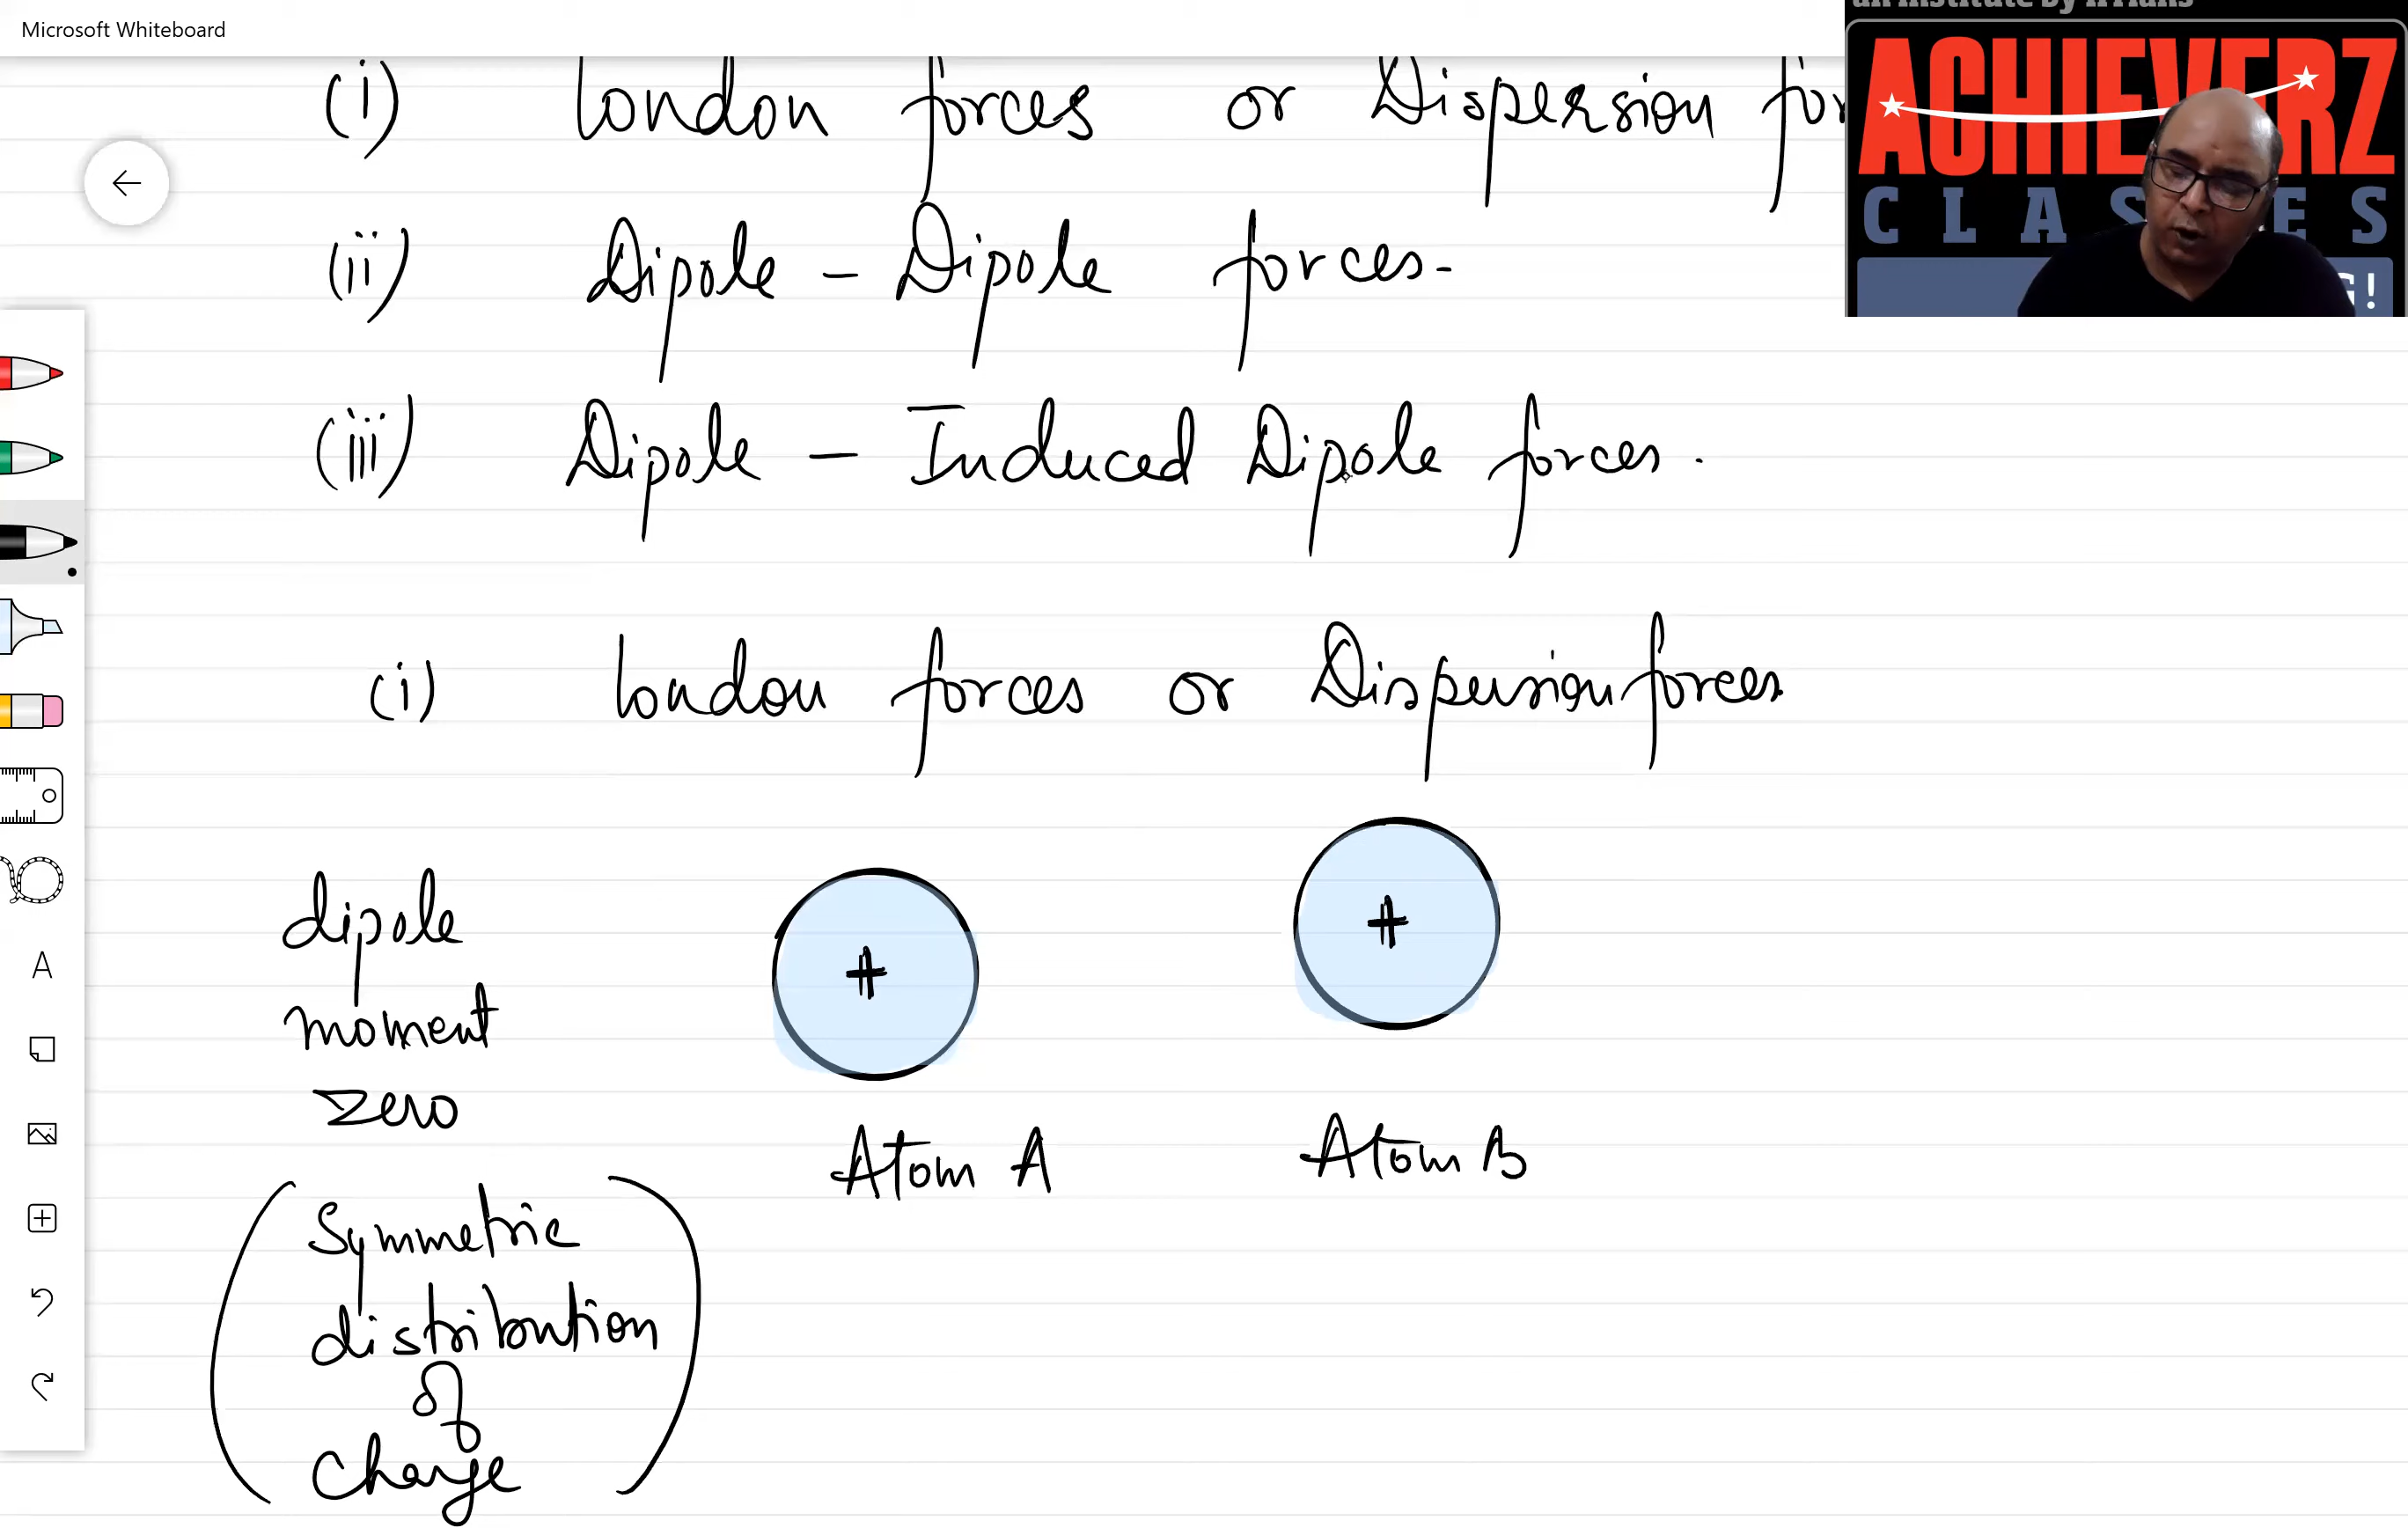 Microsoft Whiteboard
(i) London forces or Dispersion for
(ii) Dipole - Dipole forces.
(iii) Dipole - Induced Dipole forces.
(i) London forces or Dispersion forces
dipole
moment
zero
+
+
Atom A
Atom B
(Symmetric
distribution
of
charge)
A
ACHIEVERZ
CLASSES
G!